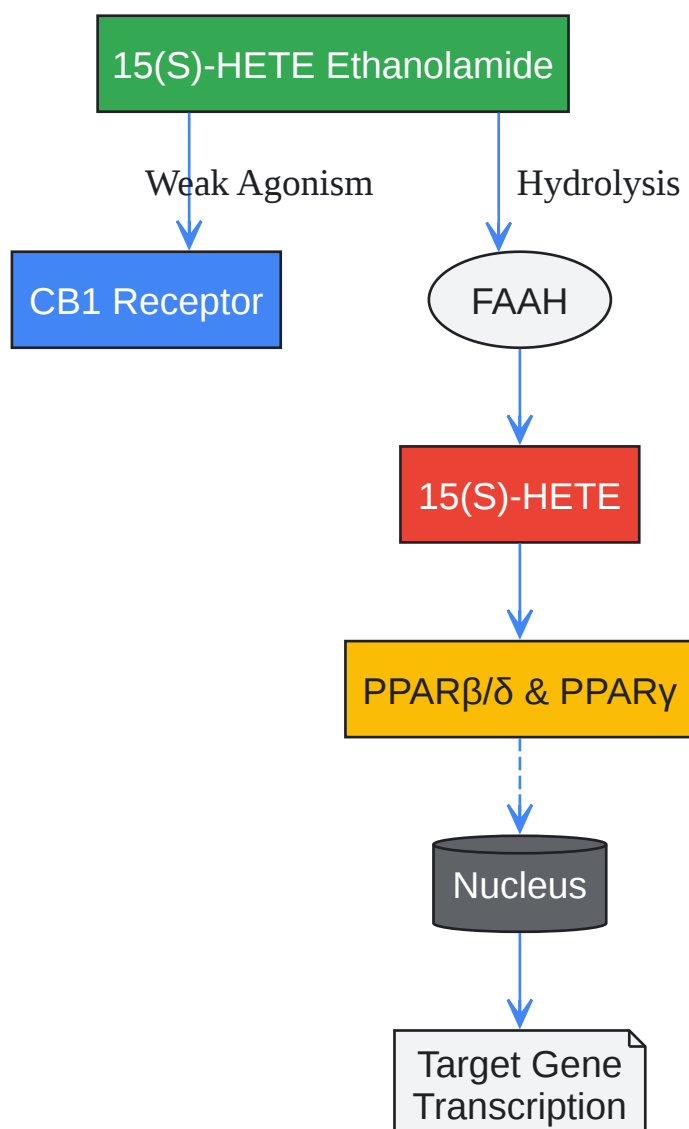 15(S)-HETE Ethanolamide
Weak Agonism
Hydrolysis
CB1 Receptor
FAAH
15(S)-HETE
PPARβ/δ & PPARγ
Nucleus
Target Gene
Transcription